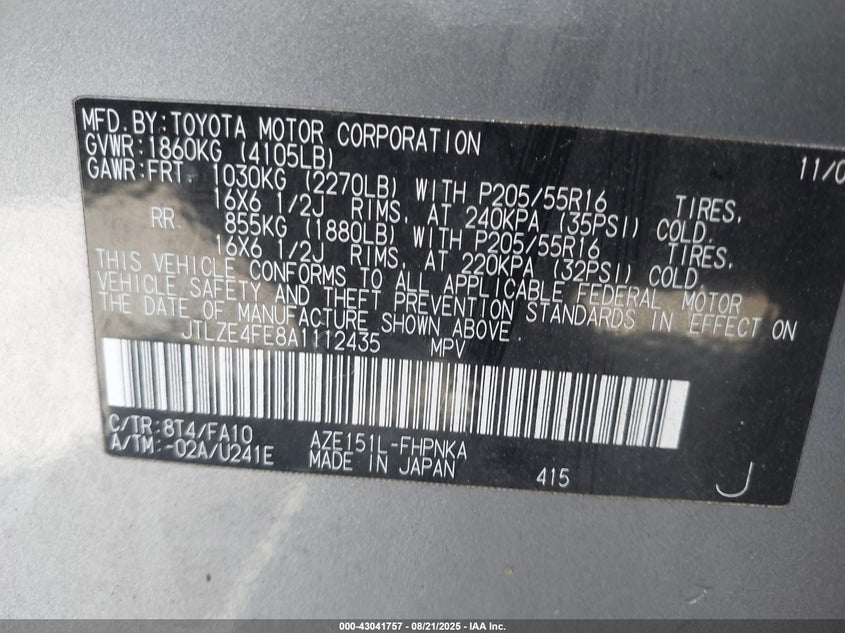 MFD.BY:TOYOTA MOTOR CORPORATION 11/0
GVWR:1860KG (4105LB)
GAWR:FRT. 1030KG (2270LB) WITH P205/55R16 TIRES,
16X6 1/2J RIMS, AT 240KPA (35PSI) COLD.
RR. 855KG (1880LB) WITH P205/55R16 TIRES,
16X6 1/2J RIMS, AT 220KPA (32PSI) COLD.
THIS VEHICLE CONFORMS TO ALL APPLICABLE FEDERAL MOTOR
VEHICLE SAFETY AND THEFT PREVENTION STANDARDS IN EFFECT ON
THE DATE OF MANUFACTURE SHOWN ABOVE.
JTLZE4FE8A1112435 MPV
C/TR:8T4/FA10 AZE151L-FHPNKA
A/TM:-02A/U241E MADE IN JAPAN 415 J
000-43041757 - 08/21/2025 - IAA Inc.